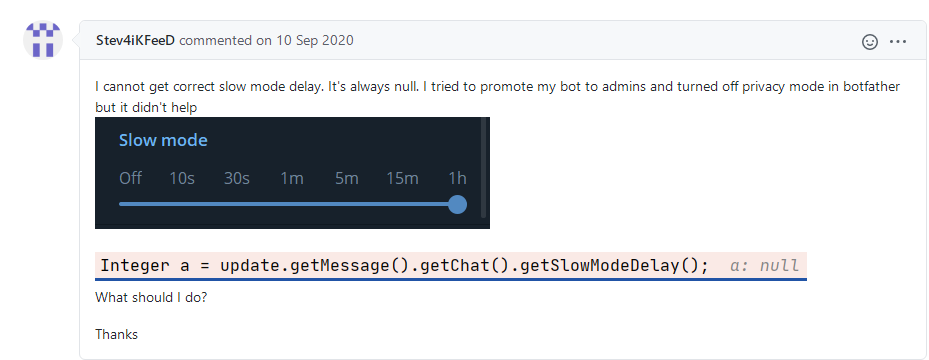 Stev4iKFeeD commented on 10 Sep 2020
I cannot get correct slow mode delay. It's always null. I tried to promote my bot to admins and turned off privacy mode in botfather
but it didn't help
Slow mode
Off 10s 30s 1m 5m 15m 1h
Integer a = update.getMessage().getChat().getSlowModeDelay(); a: null
What should I do?
Thanks